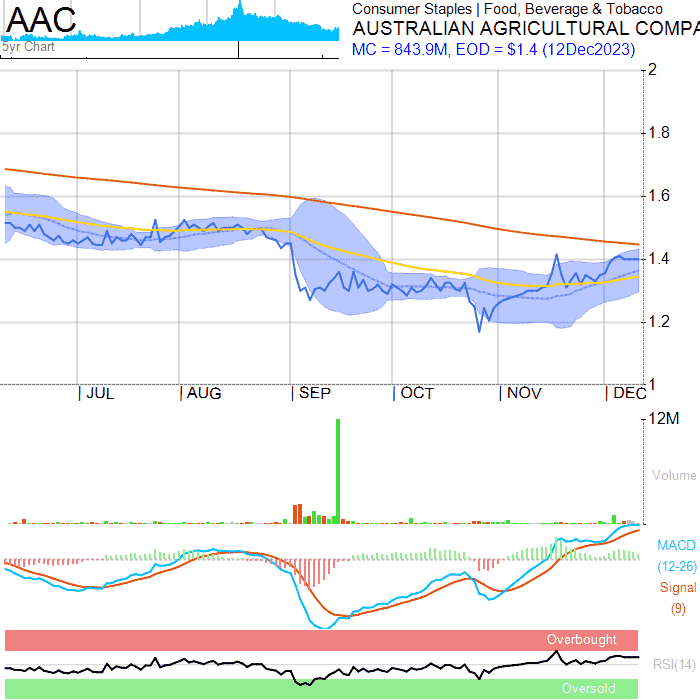 AAC
5yr Chart
Consumer Staples | Food, Beverage & Tobacco
AUSTRALIAN AGRICULTURAL COMPA
MC = 843.9M, EOD = $1.4 (12Dec2023)
2
1.8
1.6
1.4
1.2
1
JUL
AUG
SEP
OCT
NOV
DEC
12M
Volume
MACD
(12-26)
Signal
(9)
Overbought
RSI(14)
Oversold